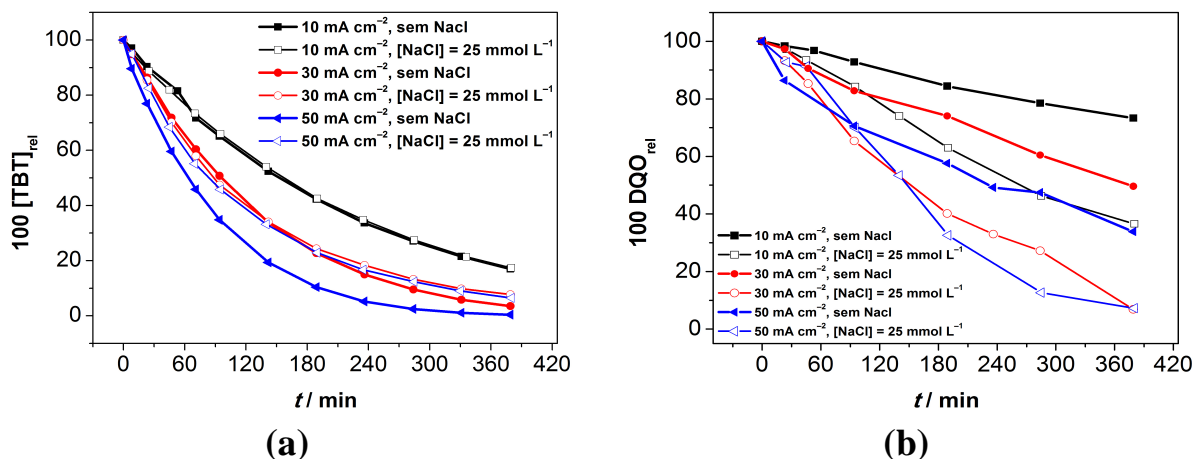 100 [TBT]rel
100
80
60
40
20
0
10 mA cm⁻², sem Nacl
10 mA cm⁻², [NaCl] = 25 mmol L⁻¹
30 mA cm⁻², sem NaCl
30 mA cm⁻², [NaCl] = 25 mmol L⁻¹
50 mA cm⁻², sem NaCl
50 mA cm⁻², [NaCl] = 25 mmol L⁻¹
0 60 120 180 240 300 360 420
t / min
(a)
100 DQOrel
100
80
60
40
20
0
10 mA cm⁻², sem Nacl
10 mA cm⁻², [NaCl] = 25 mmol L⁻¹
30 mA cm⁻², sem NaCl
30 mA cm⁻², [NaCl] = 25 mmol L⁻¹
50 mA cm⁻², sem NaCl
50 mA cm⁻², [NaCl] = 25 mmol L⁻¹
0 60 120 180 240 300 360 420
t / min
(b)